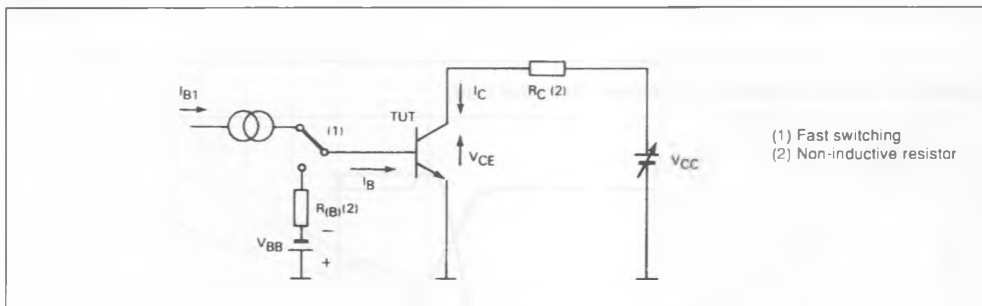 I_B1
(1)
I_B
R_(B) (2)
V_BB
−
+
TUT
I_C
V_CE
R_C (2)
V_CC
(1) Fast switching
(2) Non-inductive resistor